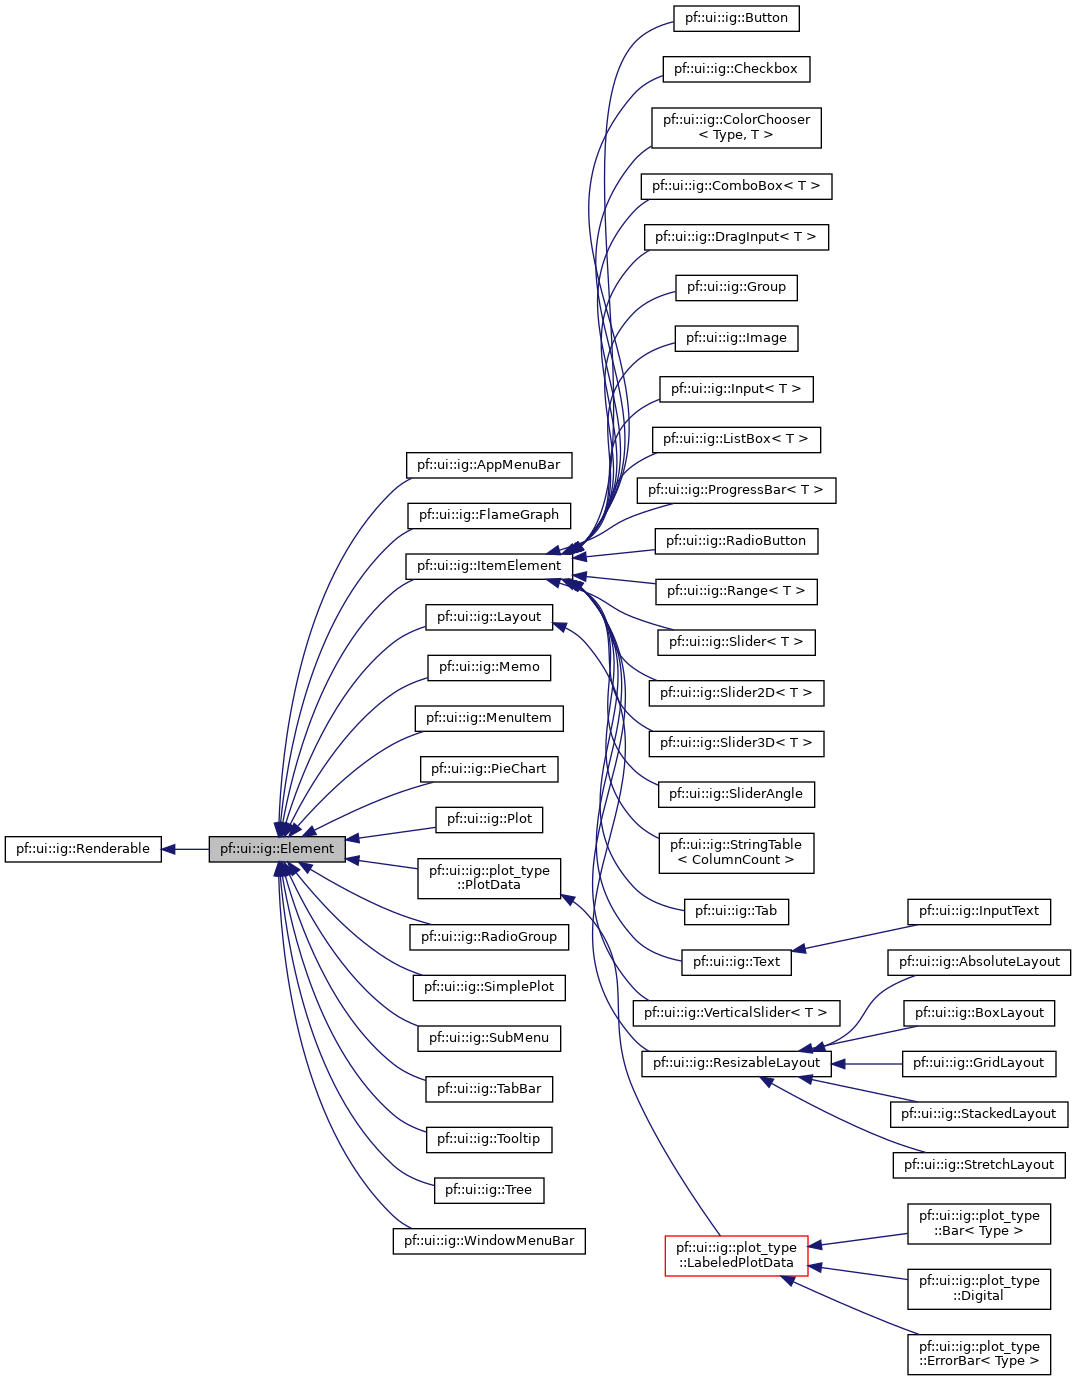 pf::ui::ig::Renderable
pf::ui::ig::Element
pf::ui::ig::AppMenuBar
pf::ui::ig::FlameGraph
pf::ui::ig::ItemElement
pf::ui::ig::Layout
pf::ui::ig::Memo
pf::ui::ig::MenuItem
pf::ui::ig::PieChart
pf::ui::ig::Plot
pf::ui::ig::plot_type
::PlotData
pf::ui::ig::RadioGroup
pf::ui::ig::SimplePlot
pf::ui::ig::SubMenu
pf::ui::ig::TabBar
pf::ui::ig::Tooltip
pf::ui::ig::Tree
pf::ui::ig::WindowMenuBar
pf::ui::ig::Button
pf::ui::ig::Checkbox
pf::ui::ig::ColorChooser
< Type, T >
pf::ui::ig::ComboBox< T >
pf::ui::ig::DragInput< T >
pf::ui::ig::Group
pf::ui::ig::Image
pf::ui::ig::Input< T >
pf::ui::ig::ListBox< T >
pf::ui::ig::ProgressBar< T >
pf::ui::ig::RadioButton
pf::ui::ig::Range< T >
pf::ui::ig::Slider< T >
pf::ui::ig::Slider2D< T >
pf::ui::ig::Slider3D< T >
pf::ui::ig::SliderAngle
pf::ui::ig::StringTable
< ColumnCount >
pf::ui::ig::Tab
pf::ui::ig::Text
pf::ui::ig::VerticalSlider< T >
pf::ui::ig::ResizableLayout
pf::ui::ig::plot_type
::LabeledPlotData
pf::ui::ig::InputText
pf::ui::ig::AbsoluteLayout
pf::ui::ig::BoxLayout
pf::ui::ig::GridLayout
pf::ui::ig::StackedLayout
pf::ui::ig::StretchLayout
pf::ui::ig::plot_type
::Bar< Type >
pf::ui::ig::plot_type
::Digital
pf::ui::ig::plot_type
::ErrorBar< Type >